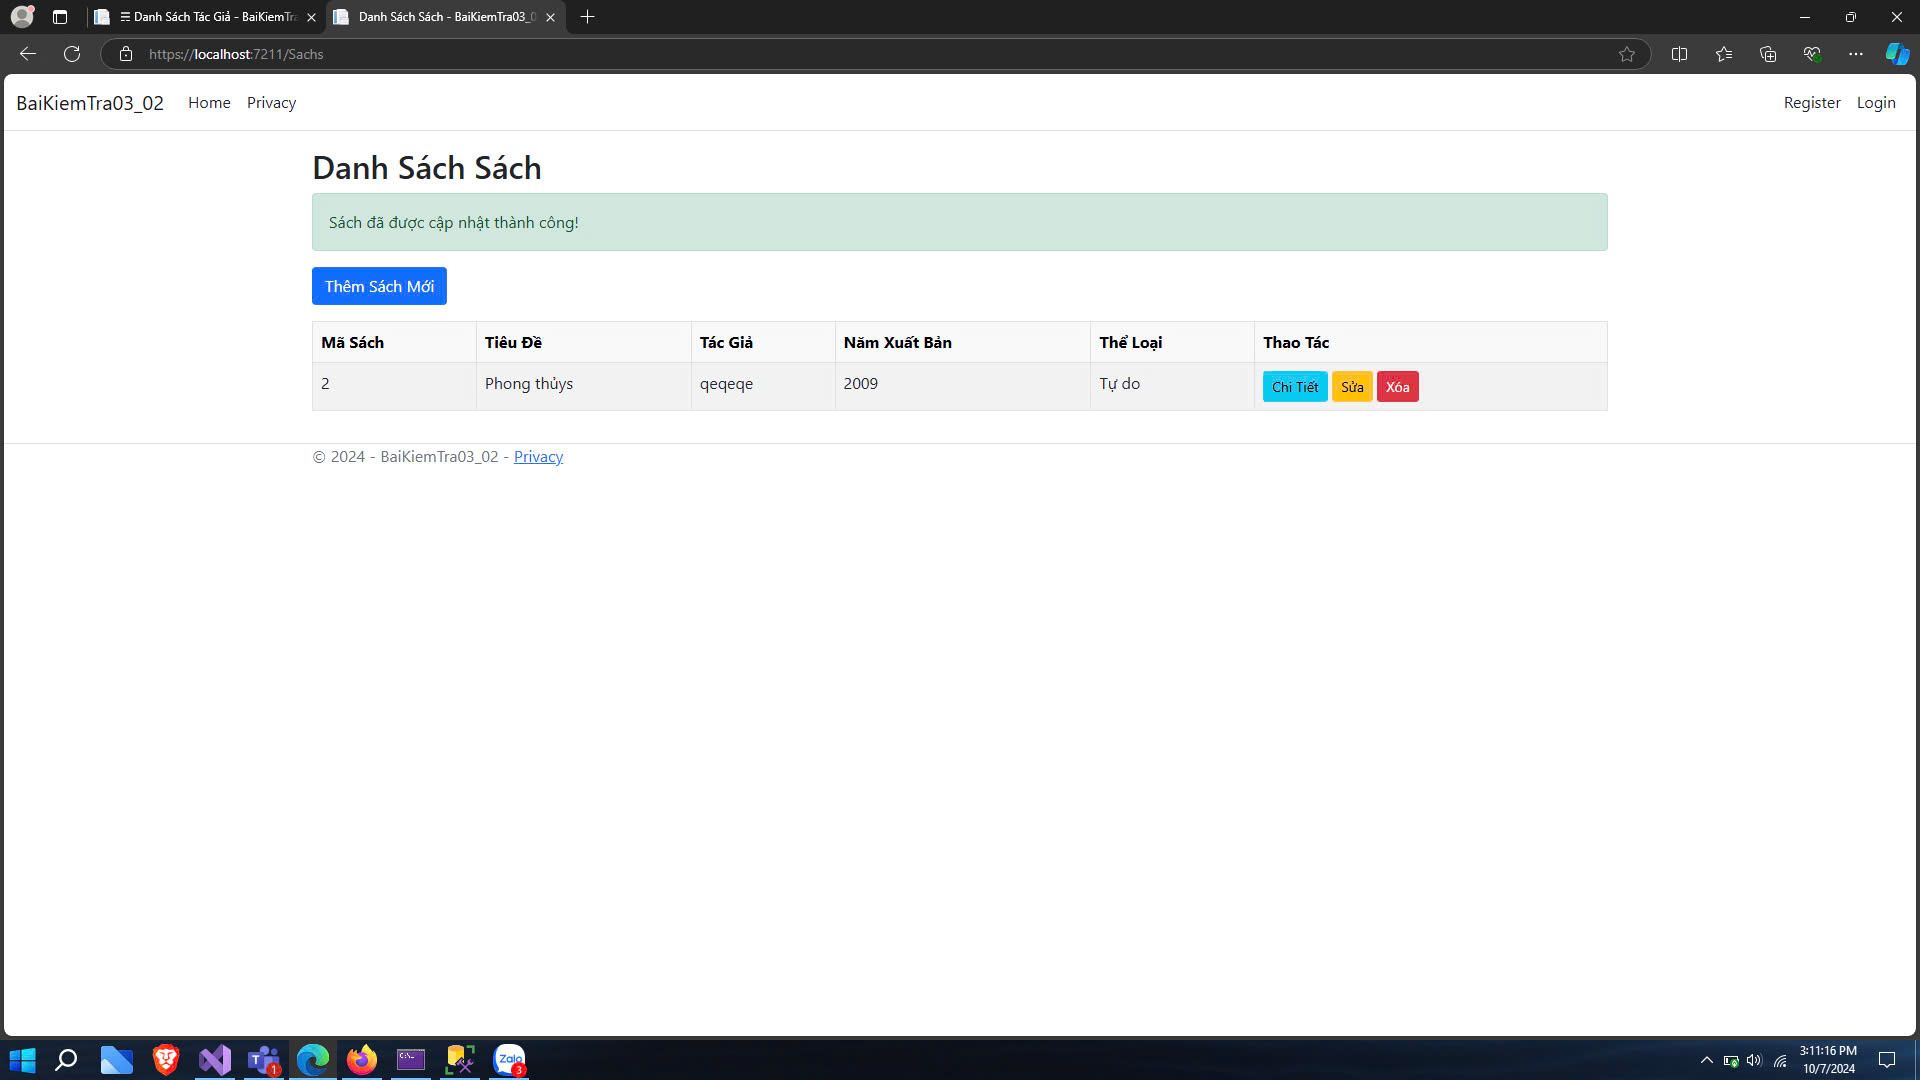 ☰ Danh Sách Tác Giả - BaiKiemTra
Danh Sách Sách - BaiKiemTra03_0
https://localhost:7211/Sachs
BaiKiemTra03_02 Home Privacy Register Login
Danh Sách Sách
Sách đã được cập nhật thành công!
Thêm Sách Mới
Mã Sách Tiêu Đề Tác Giả Năm Xuất Bản Thể Loại Thao Tác
2 Phong thủys qeqeqe 2009 Tự do Chi Tiết Sửa Xóa
© 2024 - BaiKiemTra03_02 - Privacy
T 1
C:\_
Zalo 3
3:11:16 PM
10/7/2024